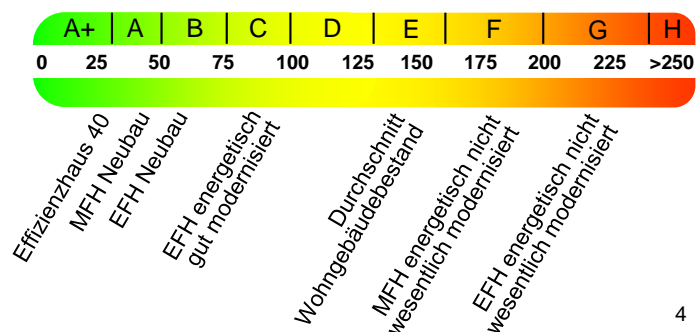 A+ A B C D E F G H
0 25 50 75 100 125 150 175 200 225 >250
Effizienzhaus 40
MFH Neubau
EFH Neubau
EFH energetisch
gut modernisiert
Durchschnitt
Wohngebäudebestand
MFH energetisch nicht
wesentlich modernisiert
EFH energetisch nicht
wesentlich modernisiert
4